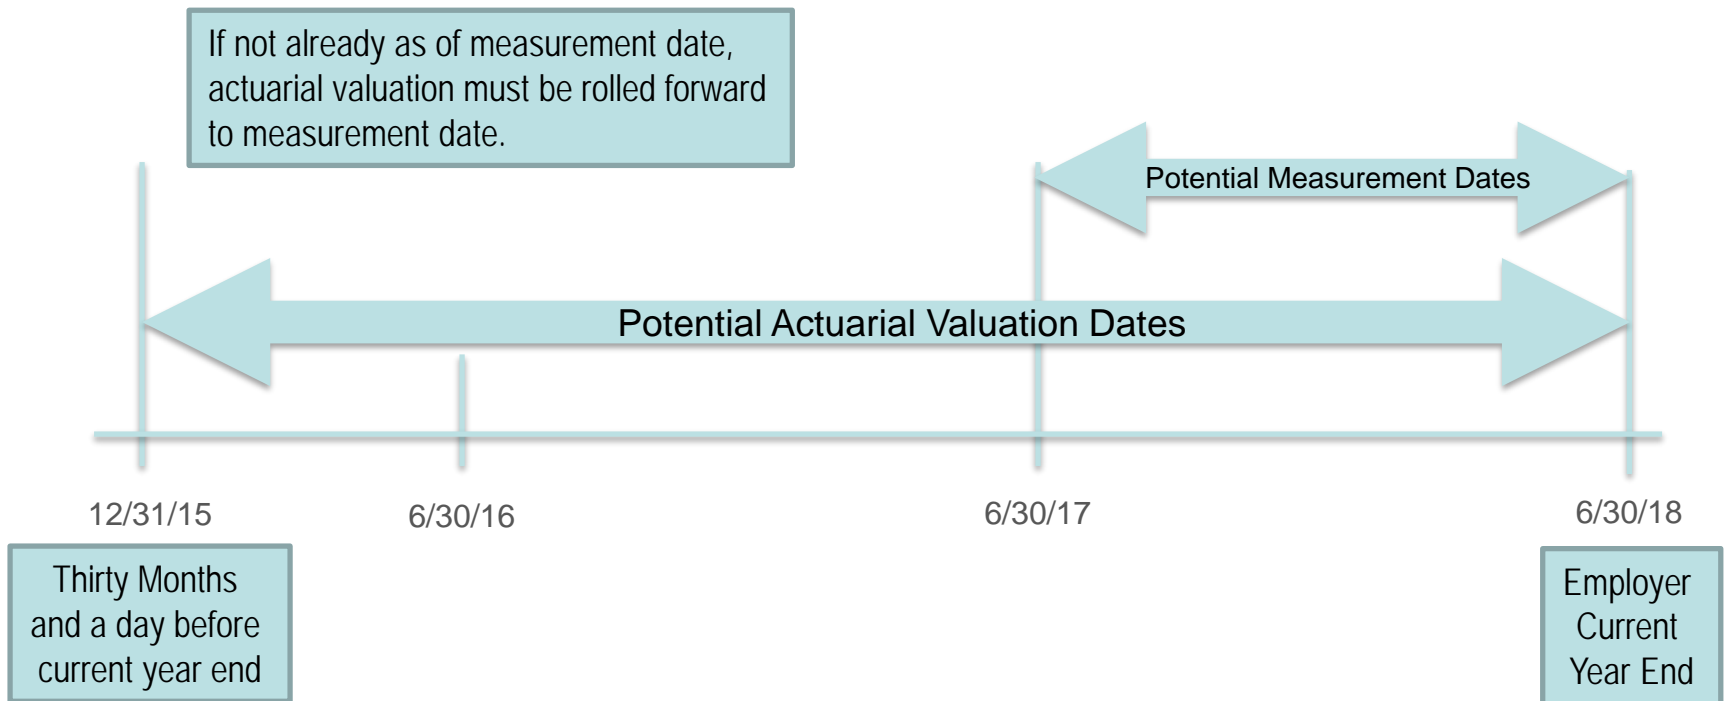 If not already as of measurement date,
actuarial valuation must be rolled forward
to measurement date.
Potential Measurement Dates
Potential Actuarial Valuation Dates
12/31/15
6/30/16
6/30/17
6/30/18
Thirty Months
and a day before
current year end
Employer
Current
Year End